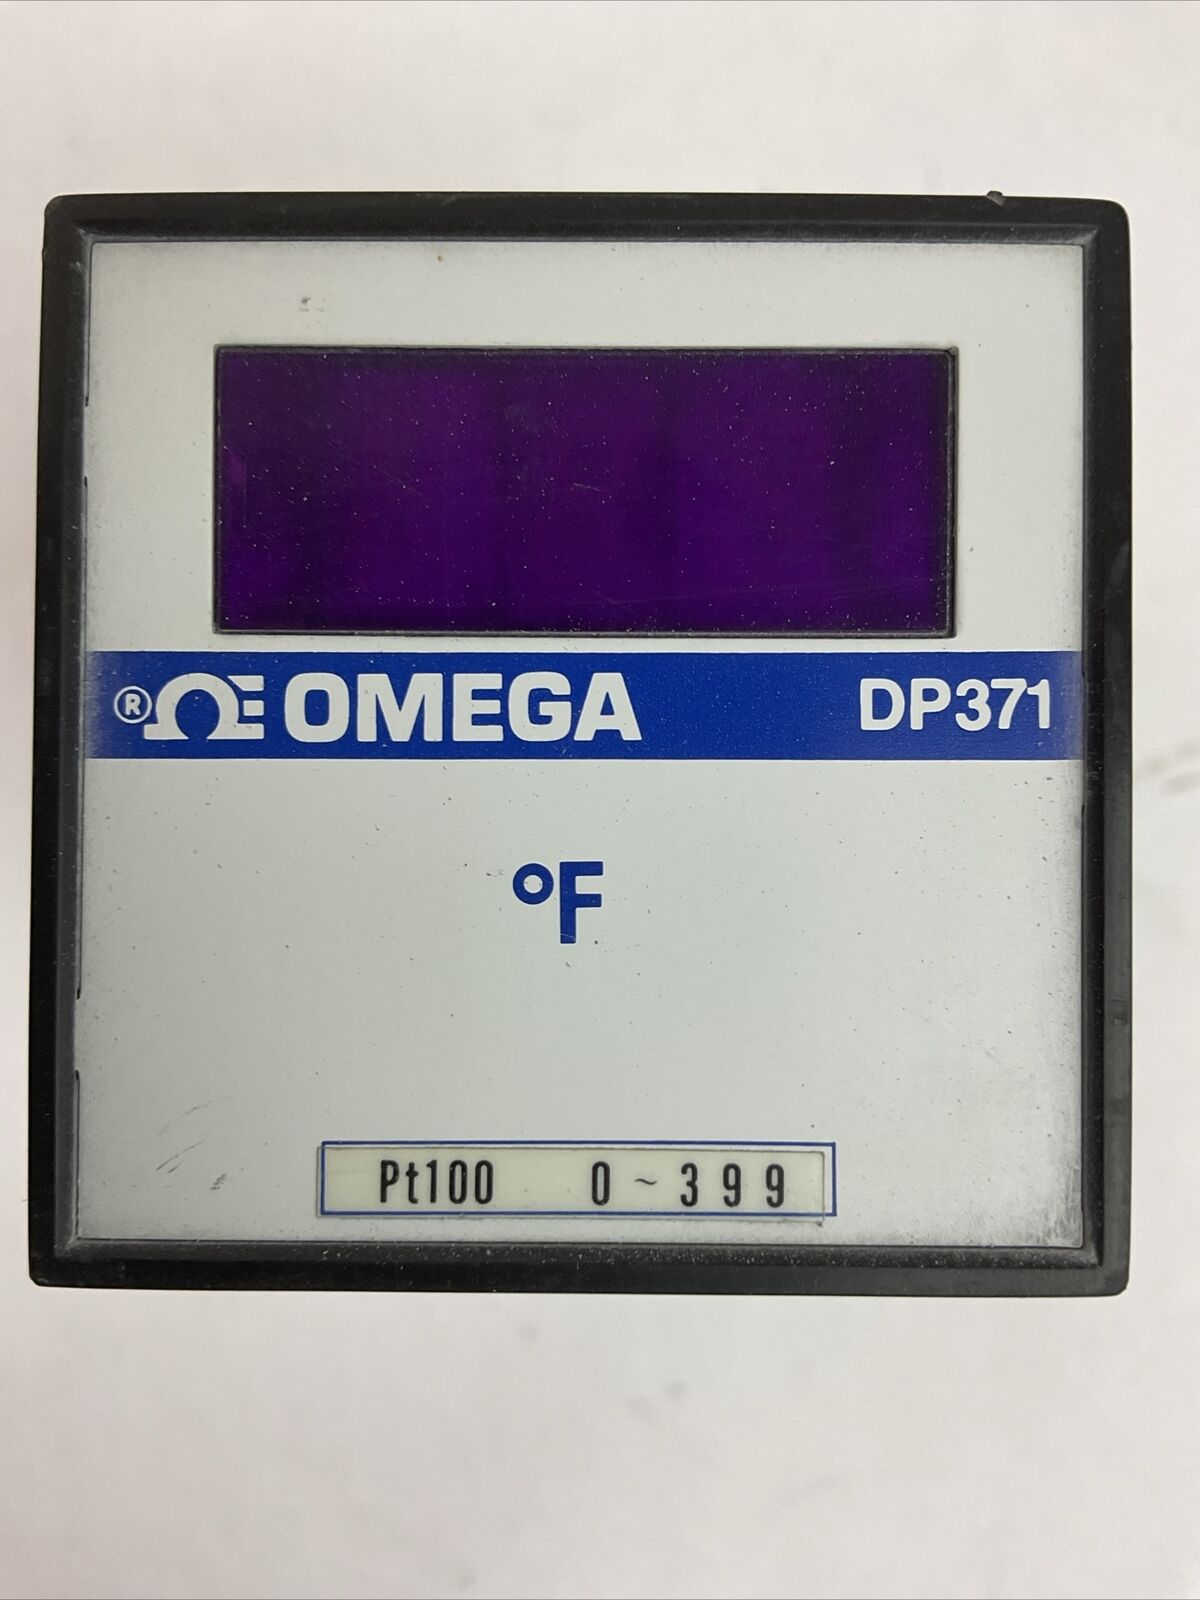 ® ΩE OMEGA DP371
°F
Pt100 0~399